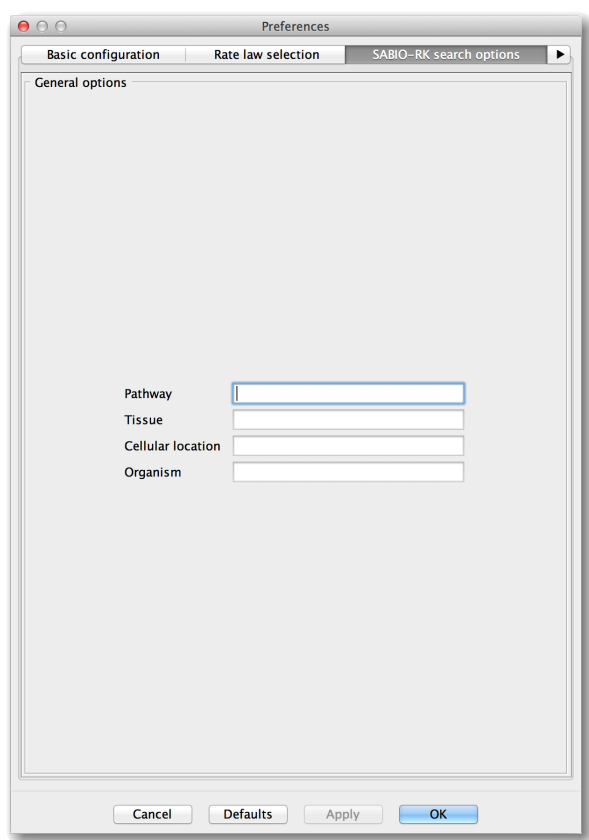 Preferences
Basic configuration Rate law selection SABIO-RK search options
General options
Pathway
Tissue
Cellular location
Organism
Cancel Defaults Apply OK